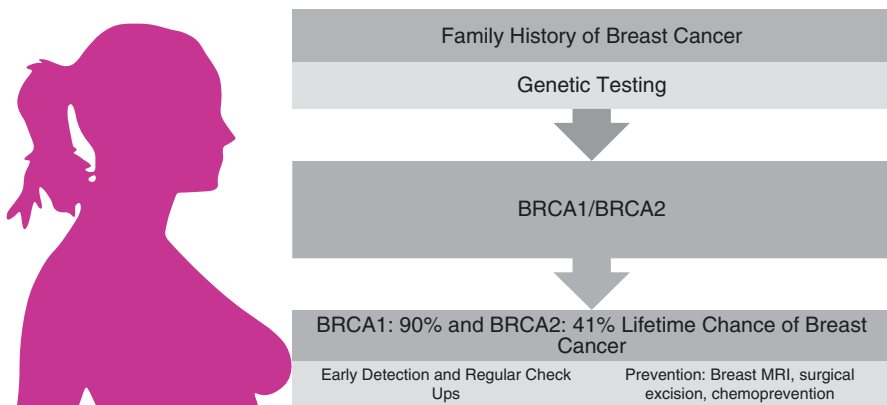 Family History of Breast Cancer
Genetic Testing
BRCA1/BRCA2
BRCA1: 90% and BRCA2: 41% Lifetime Chance of Breast
Cancer
Early Detection and Regular Check
Ups
Prevention: Breast MRI, surgical
excision, chemoprevention